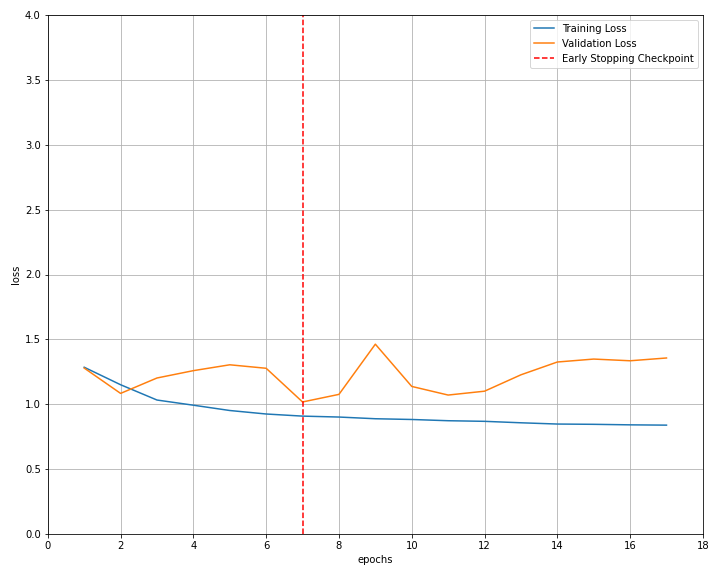 Training Loss
Validation Loss
Early Stopping Checkpoint
4.0
3.5
3.0
2.5
2.0
1.5
1.0
0.5
0.0
loss
0 2 4 6 8 10 12 14 16 18
epochs